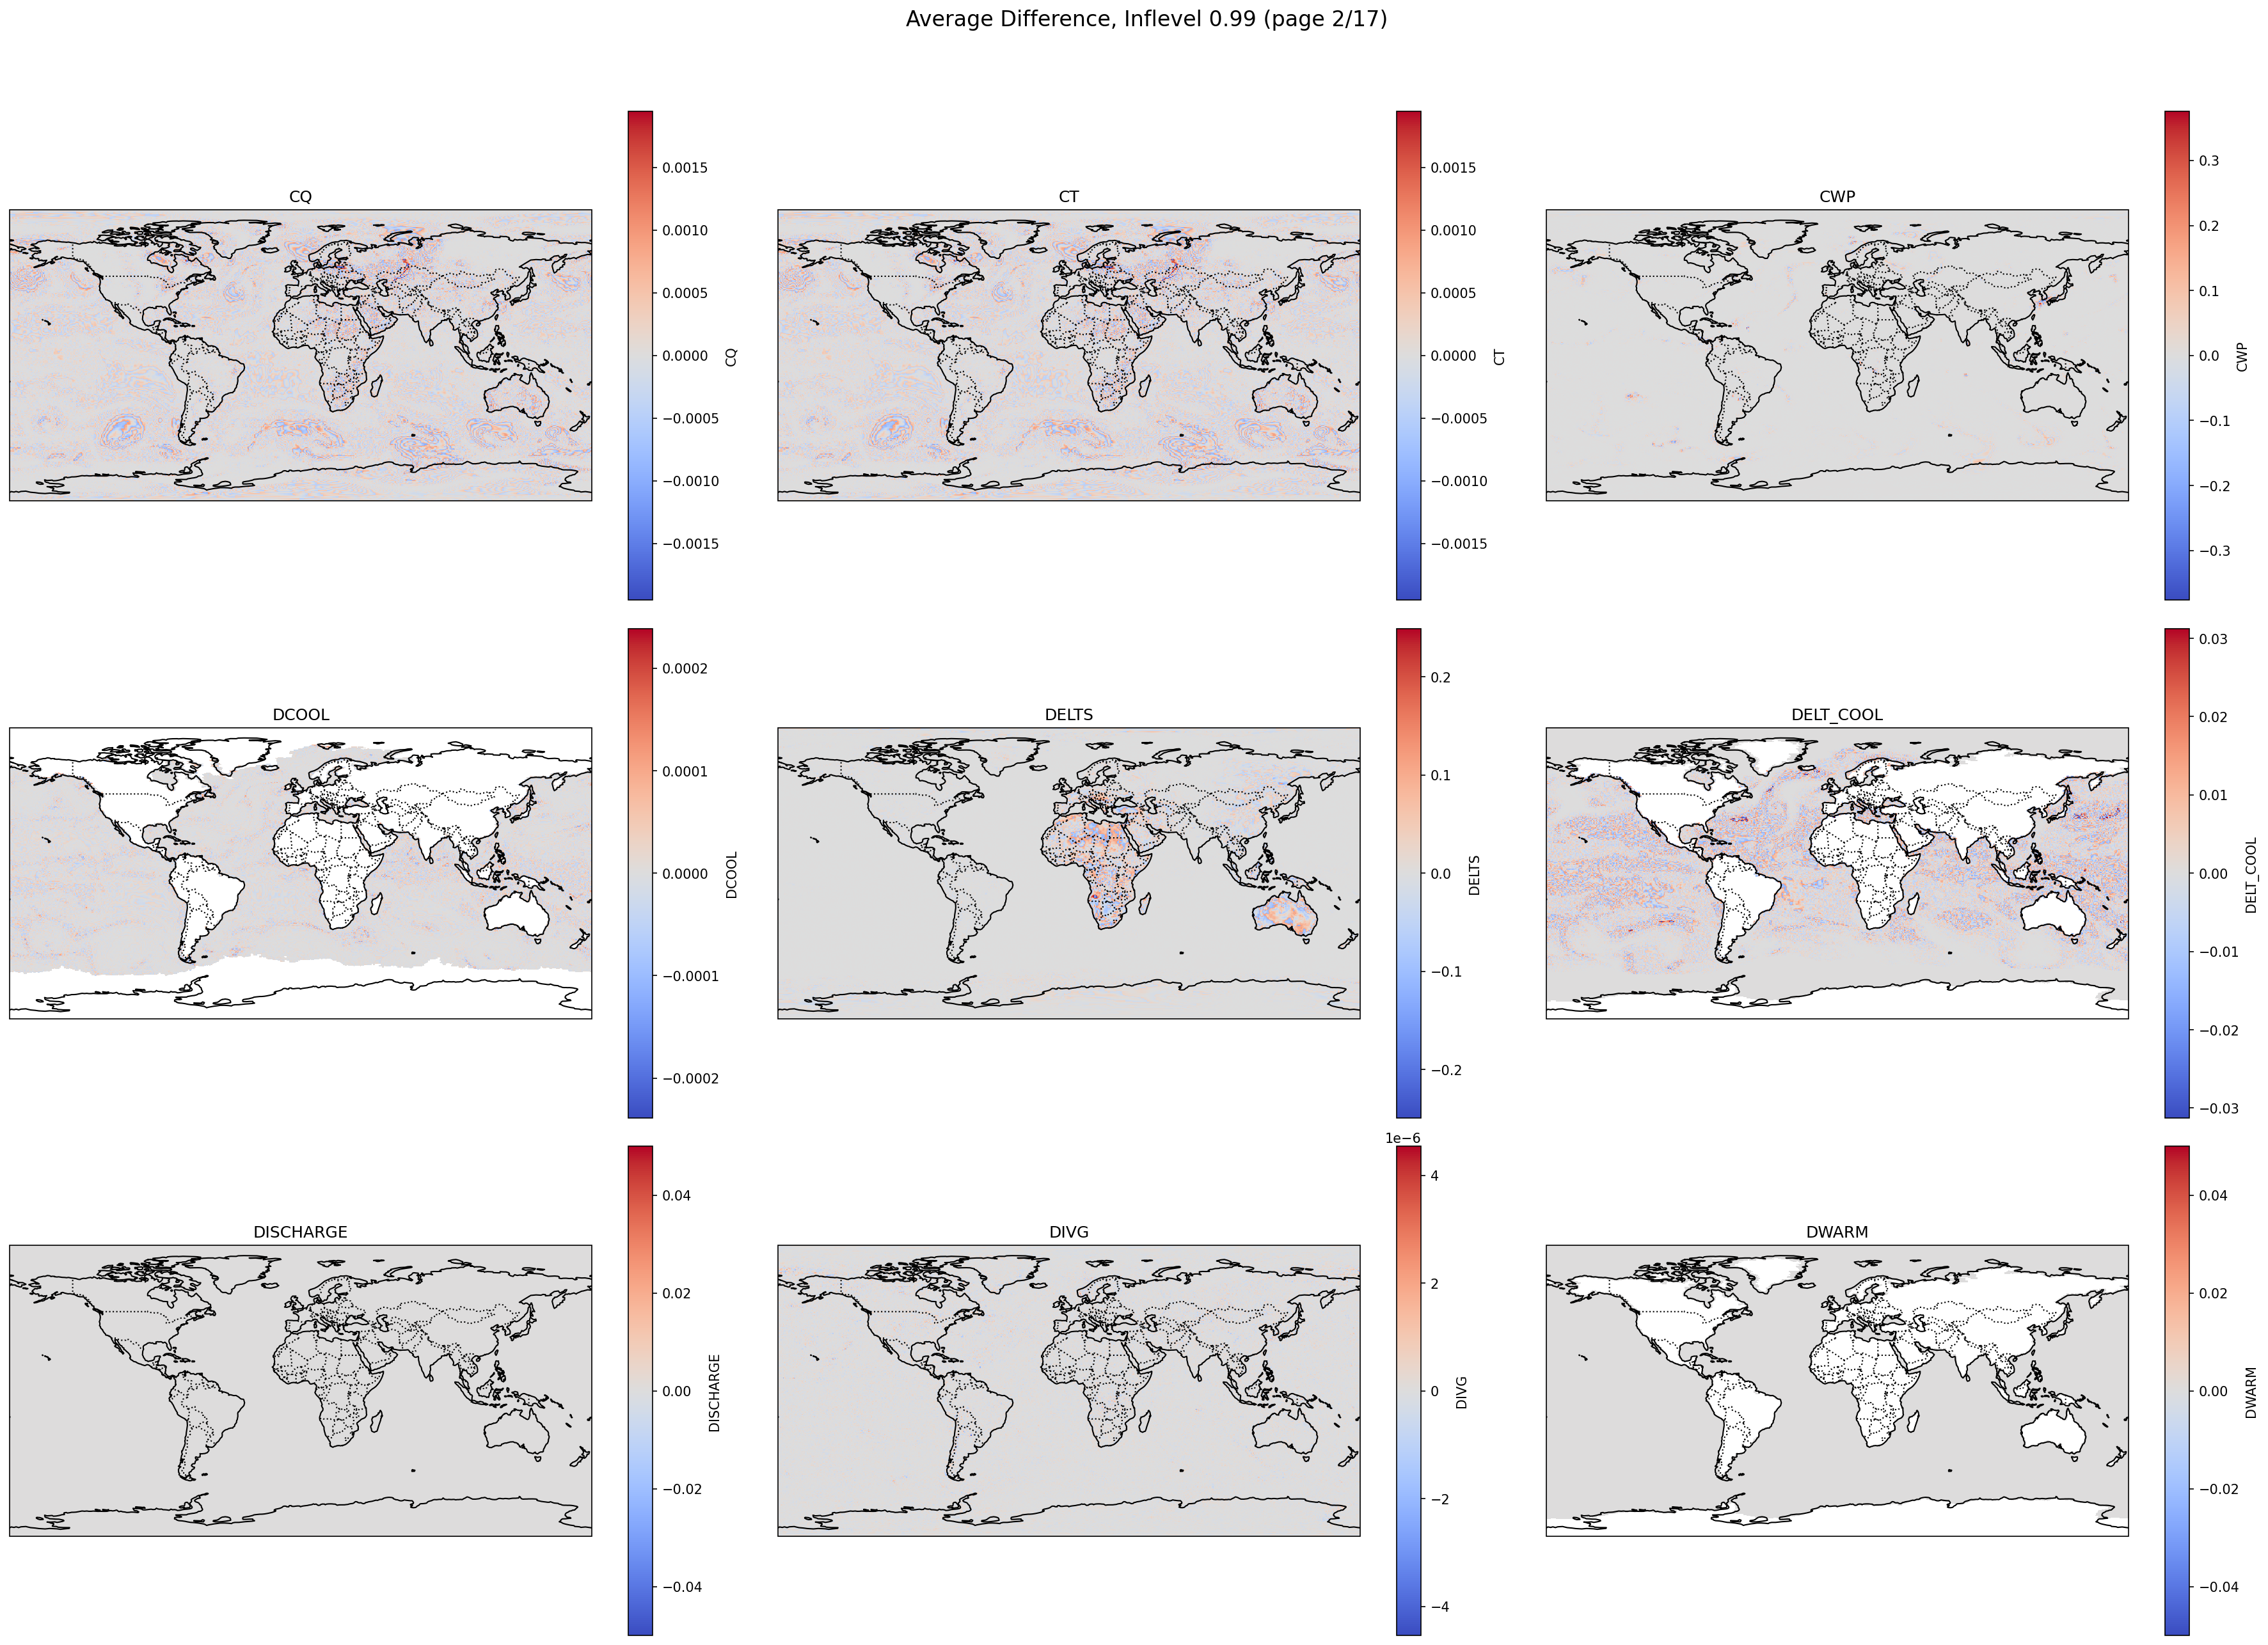 Average Difference, Inflevel 0.99 (page 2/17)
CQ
0.0015
0.0010
0.0005
0.0000
−0.0005
−0.0010
−0.0015
CQ
CT
0.0015
0.0010
0.0005
0.0000
−0.0005
−0.0010
−0.0015
CT
CWP
0.3
0.2
0.1
0.0
−0.1
−0.2
−0.3
CWP
DCOOL
0.0002
0.0001
0.0000
−0.0001
−0.0002
DCOOL
DELTS
0.2
0.1
0.0
−0.1
−0.2
DELTS
DELT_COOL
0.03
0.02
0.01
0.00
−0.01
−0.02
−0.03
DELT_COOL
DISCHARGE
0.04
0.02
0.00
−0.02
−0.04
DISCHARGE
DIVG
1e−6
4
2
0
−2
−4
DIVG
DWARM
0.04
0.02
0.00
−0.02
−0.04
DWARM